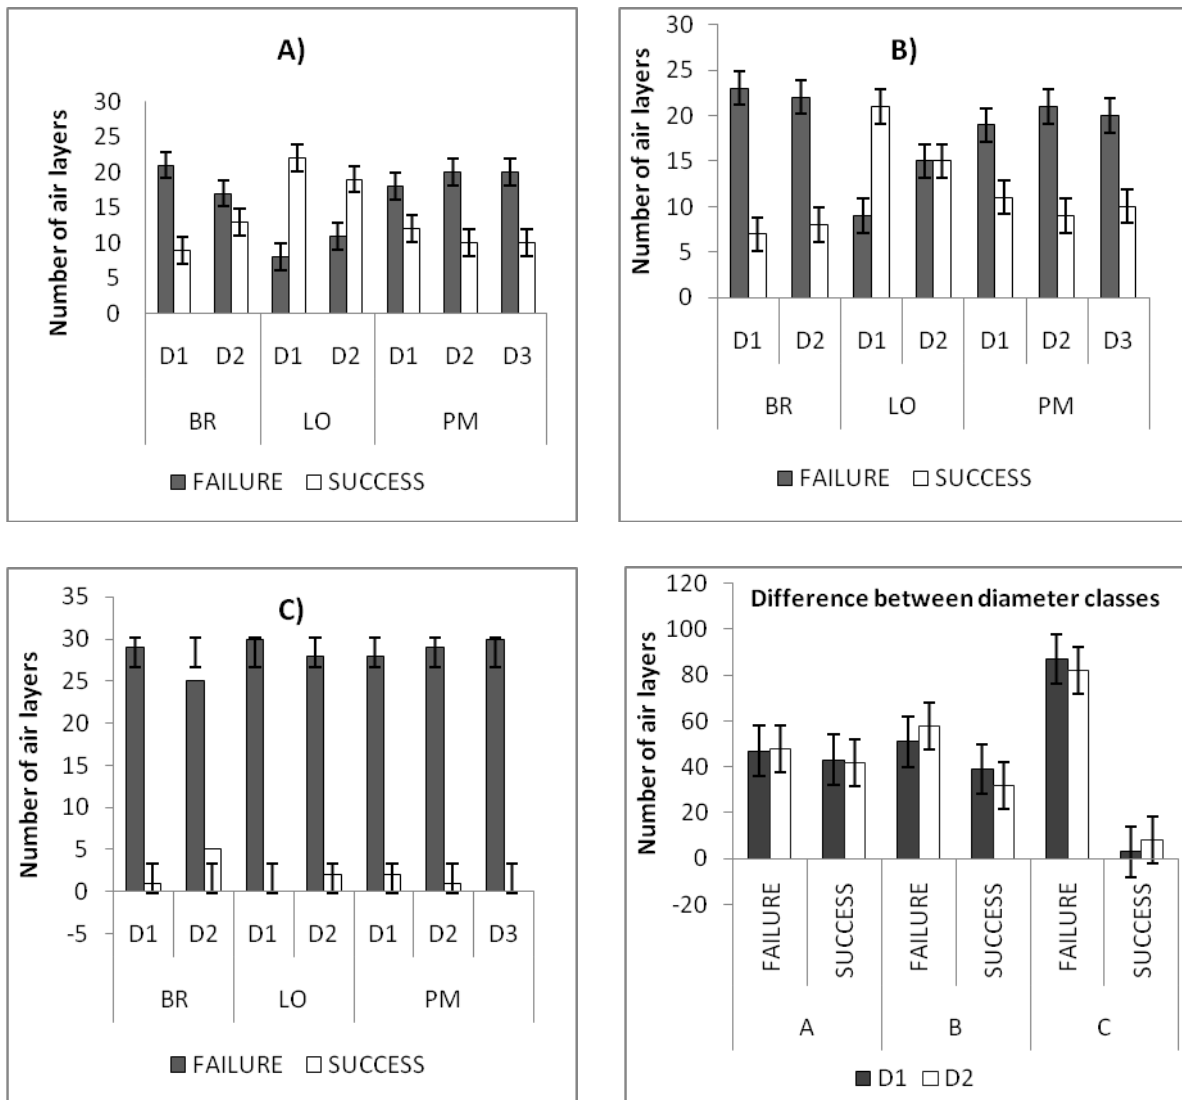 A)
Number of air layers
30
25
20
15
10
5
0
D1 D2 D1 D2 D1 D2 D3
BR LO PM
FAILURE SUCCESS
B)
Number of air layers
30
25
20
15
10
5
0
D1 D2 D1 D2 D1 D2 D3
BR LO PM
FAILURE SUCCESS
C)
Number of air layers
35
30
25
20
15
10
5
0
-5
D1 D2 D1 D2 D1 D2 D3
BR LO PM
FAILURE SUCCESS
Difference between diameter classes
Number of air layers
120
100
80
60
40
20
0
-20
FAILURE SUCCESS FAILURE SUCCESS FAILURE SUCCESS
A B C
D1 D2